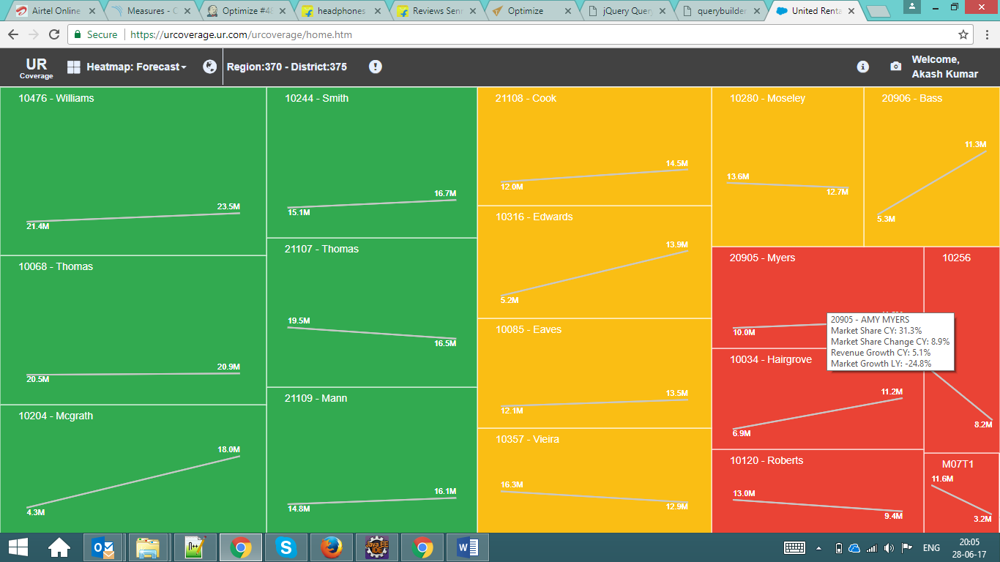 Airtel Online
Measures - C
Optimize #48
headphones
Reviews Sen
Optimize
jQuery Quer
querybuilder
United Renta
Secure
https://urcoverage.ur.com/urcoverage/home.htm
UR
Coverage
Heatmap: Forecast
Region:370 - District:375
Welcome,
Akash Kumar
10476 - Williams
23.5M
21.4M
10068 - Thomas
20.9M
20.5M
10204 - Mcgrath
18.0M
4.3M
10244 - Smith
16.7M
15.1M
21107 - Thomas
19.5M
16.5M
21109 - Mann
16.1M
14.8M
21108 - Cook
14.5M
12.0M
10316 - Edwards
13.9M
5.2M
10085 - Eaves
13.5M
12.1M
10357 - Vieira
16.3M
12.9M
10280 - Moseley
13.6M
12.7M
20906 - Bass
11.3M
5.3M
20905 - Myers
10.0M
20905 - AMY MYERS
Market Share CY: 31.3%
Market Share Change CY: 8.9%
Revenue Growth CY: 5.1%
Market Growth LY: -24.8%
10256
8.2M
10034 - Hairgrove
11.2M
6.9M
10120 - Roberts
13.0M
9.4M
M07T1
11.6M
3.2M
Java EE
IDE
ENG
20:05
28-06-17